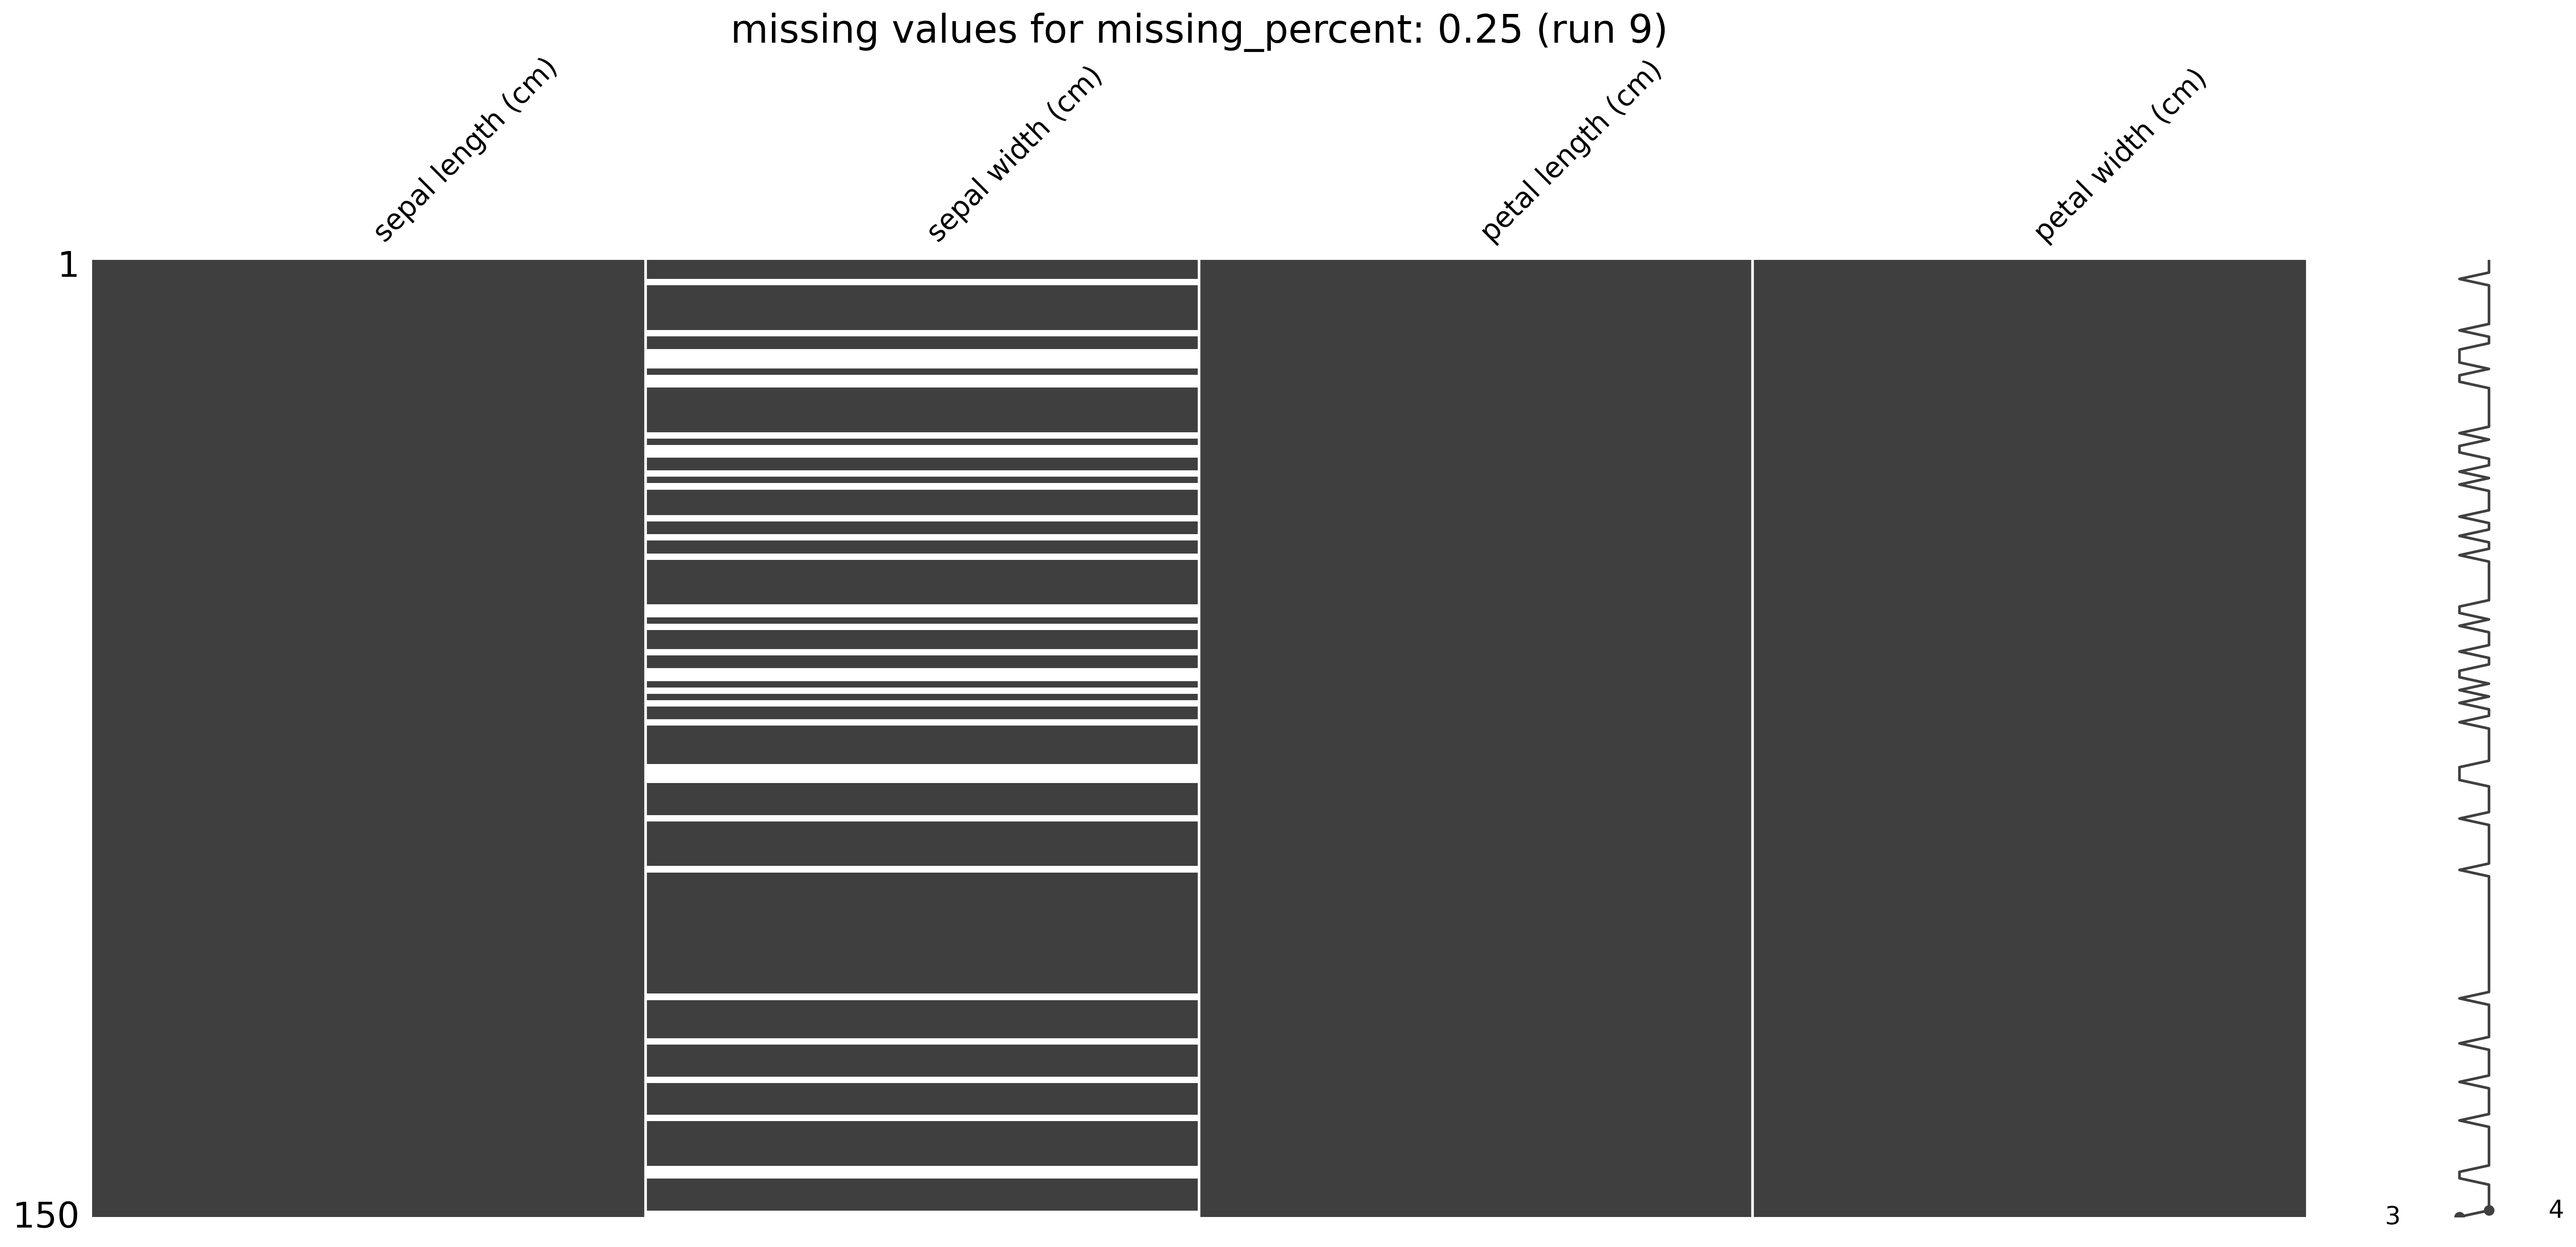 missing values for missing_percent: 0.25 (run 9)
sepal length (cm)
sepal width (cm)
petal length (cm)
petal width (cm)
1
150
3
4